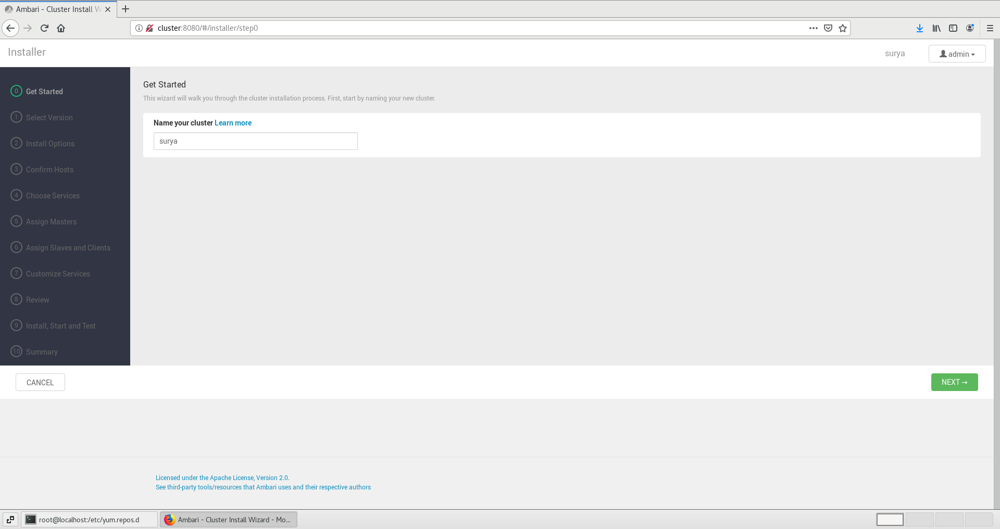 Ambari - Cluster Install W
cluster:8080/#/installer/step0
Installer
surya
admin
0 Get Started
1 Select Version
2 Install Options
3 Confirm Hosts
4 Choose Services
5 Assign Masters
6 Assign Slaves and Clients
7 Customize Services
8 Review
9 Install, Start and Test
10 Summary
Get Started
This wizard will walk you through the cluster installation process. First, start by naming your new cluster.
Name your cluster Learn more
surya
CANCEL
NEXT →
Licensed under the Apache License, Version 2.0.
See third-party tools/resources that Ambari uses and their respective authors
root@localhost:/etc/yum.repos.d
Ambari - Cluster Install Wizard - Mo...